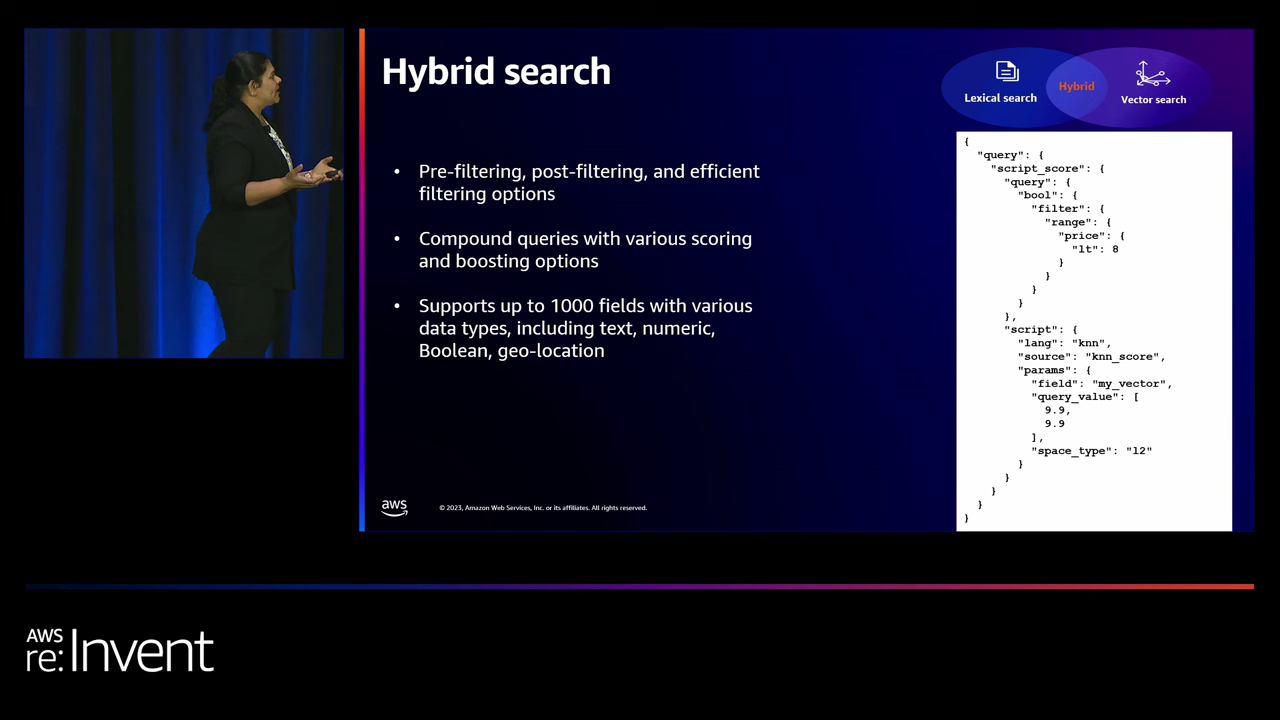 Hybrid search
Lexical search
Hybrid
Vector search
• Pre-filtering, post-filtering, and efficient
filtering options
• Compound queries with various scoring
and boosting options
• Supports up to 1000 fields with various
data types, including text, numeric,
Boolean, geo-location
{
  "query": {
    "script_score": {
      "query": {
        "bool": {
          "filter": {
            "range": {
              "price": {
                "lt": 8
              }
            }
          }
        }
      },
      "script": {
        "lang": "knn",
        "source": "knn_score",
        "params": {
          "field": "my_vector",
          "query_value": [
            9.9,
            9.9
          ],
          "space_type": "l2"
        }
      }
    }
  }
}
aws
© 2023, Amazon Web Services, Inc. or its affiliates. All rights reserved.
AWS
re:Invent